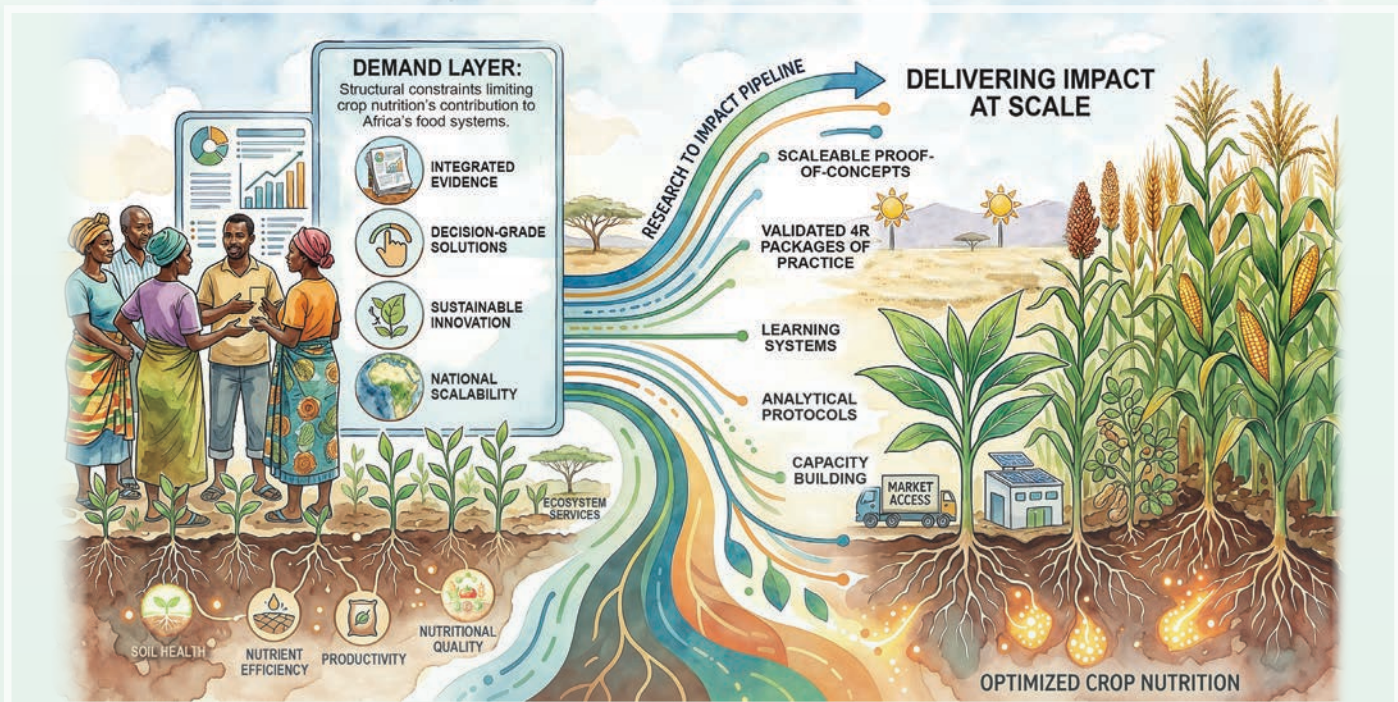 DEMAND LAYER:
Structural constraints limiting
crop nutrition's contribution to
Africa's food systems.
INTEGRATED
EVIDENCE
DECISION-GRADE
SOLUTIONS
SUSTAINABLE
INNOVATION
NATIONAL
SCALABILITY
ECOSYSTEM
SERVICES
SOIL HEALTH
NUTRIENT
EFFICIENCY
PRODUCTIVITY
NUTRITIONAL
QUALITY
RESEARCH TO IMPACT PIPELINE
DELIVERING IMPACT
AT SCALE
SCALEABLE PROOF-
OF-CONCEPTS
VALIDATED 4R
PACKAGES OF
PRACTICE
LEARNING
SYSTEMS
ANALYTICAL
PROTOCOLS
CAPACITY
BUILDING
MARKET
ACCESS
OPTIMIZED CROP NUTRITION